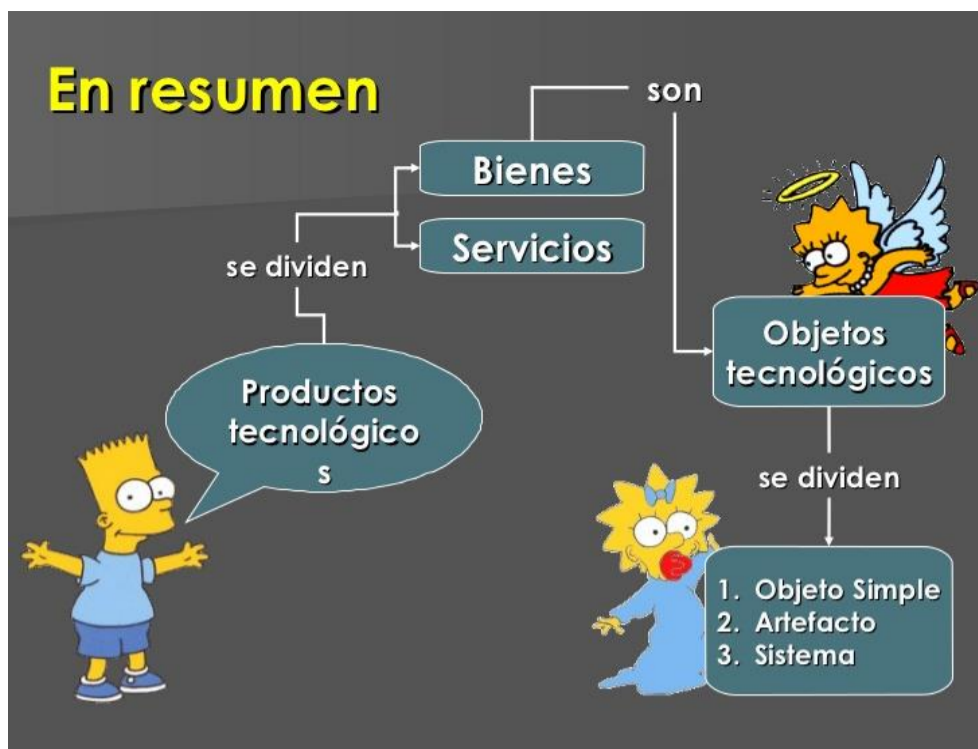 En resumen
son
Bienes
Servicios
se dividen
Productos
tecnológico
s
Objetos
tecnológicos
se dividen
1. Objeto Simple
2. Artefacto
3. Sistema